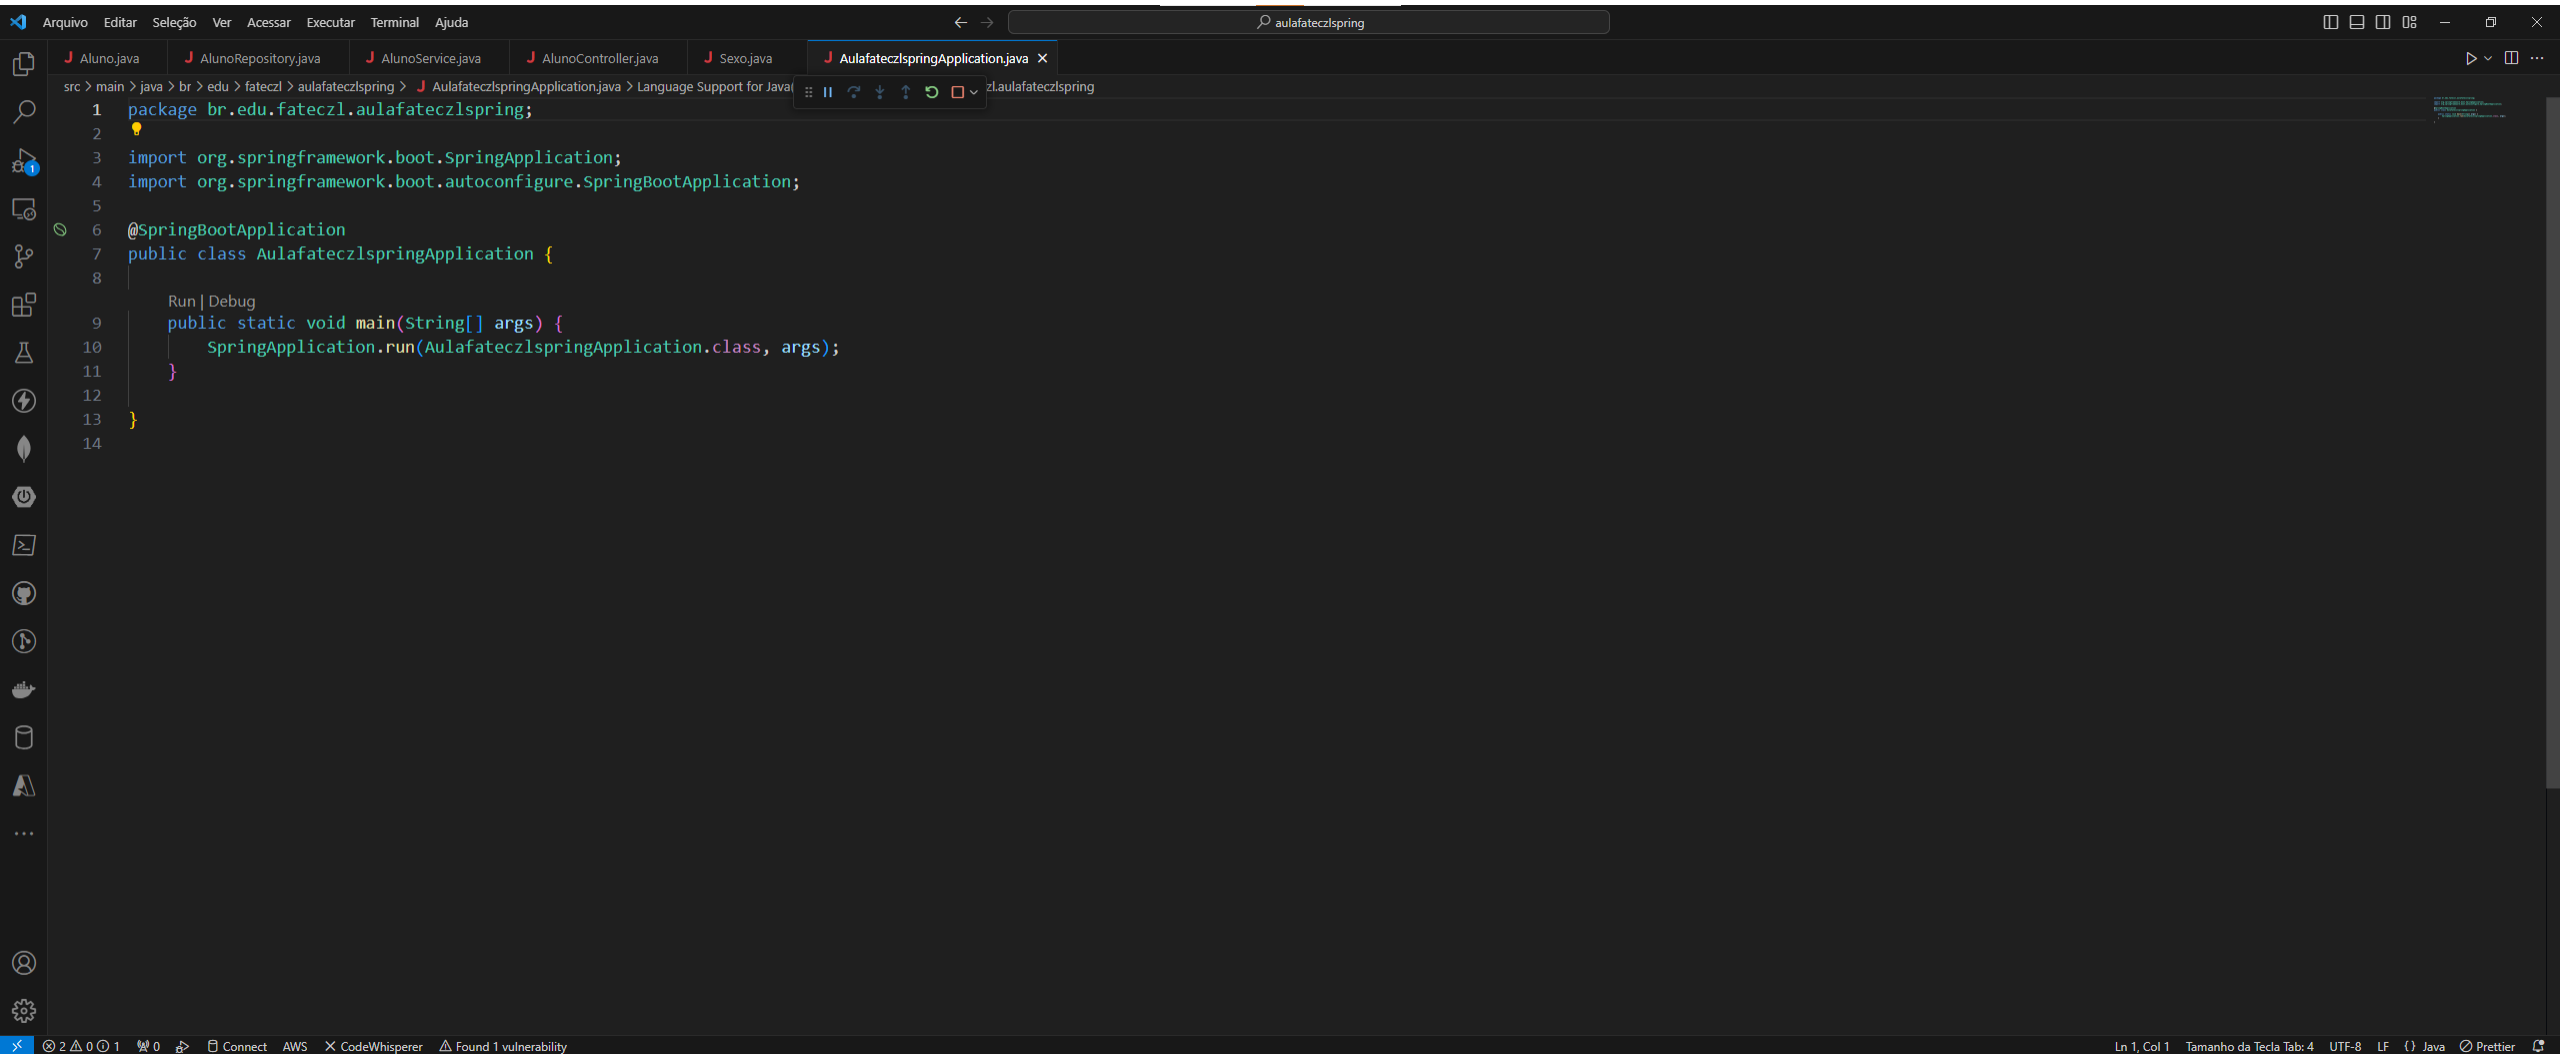 Arquivo Editar Seleção Ver Acessar Executar Terminal Ajuda aulafateczlspring
Aluno.java AlunoRepository.java AlunoService.java AlunoController.java Sexo.java AulafateczlspringApplication.java
src > main > java > br > edu > fateczl > aulafateczlspring > AulafateczlspringApplication.java > Language Support for Java( zl.aulafateczlspring
1 package br.edu.fateczl.aulafateczlspring;
2
3 import org.springframework.boot.SpringApplication;
4 import org.springframework.boot.autoconfigure.SpringBootApplication;
5
6 @SpringBootApplication
7 public class AulafateczlspringApplication {
8
Run | Debug
9 public static void main(String[] args) {
10 SpringApplication.run(AulafateczlspringApplication.class, args);
11 }
12
13 }
14
1
2 0 1 0 Connect AWS CodeWhisperer Found 1 vulnerability Ln 1, Col 1 Tamanho da Tecla Tab: 4 UTF-8 LF {} Java Prettier